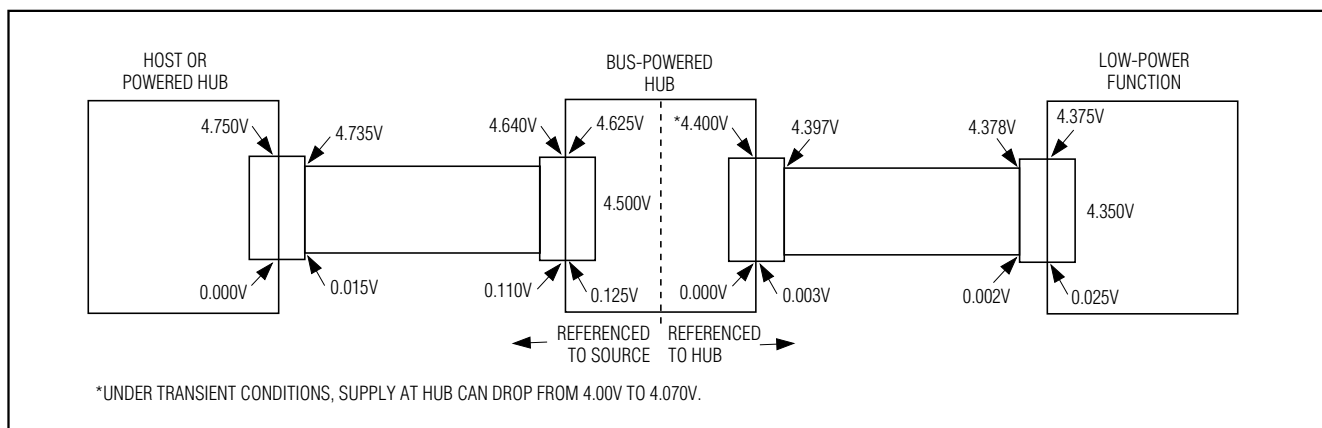 HOST OR
POWERED HUB
BUS-POWERED
HUB
LOW-POWER
FUNCTION
4.750V
4.735V
4.640V
4.625V
*4.400V
4.397V
4.378V
4.375V
4.500V
4.350V
0.000V
0.015V
0.110V
0.125V
0.000V
0.003V
0.002V
0.025V
REFERENCED
TO SOURCE
REFERENCED
TO HUB
*UNDER TRANSIENT CONDITIONS, SUPPLY AT HUB CAN DROP FROM 4.00V TO 4.070V.